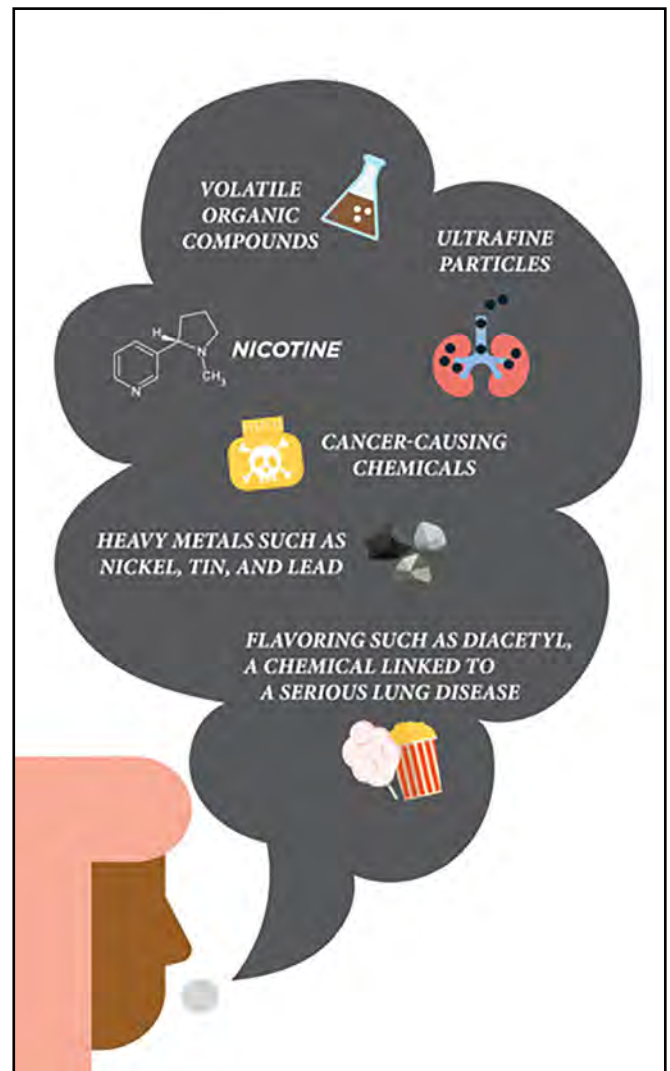 VOLATILE
ORGANIC
COMPOUNDS
ULTRAFINE
PARTICLES
H
N
CH3
N
NICOTINE
CANCER-CAUSING
CHEMICALS
HEAVY METALS SUCH AS
NICKEL, TIN, AND LEAD
FLAVORING SUCH AS DIACETYL,
A CHEMICAL LINKED TO
A SERIOUS LUNG DISEASE